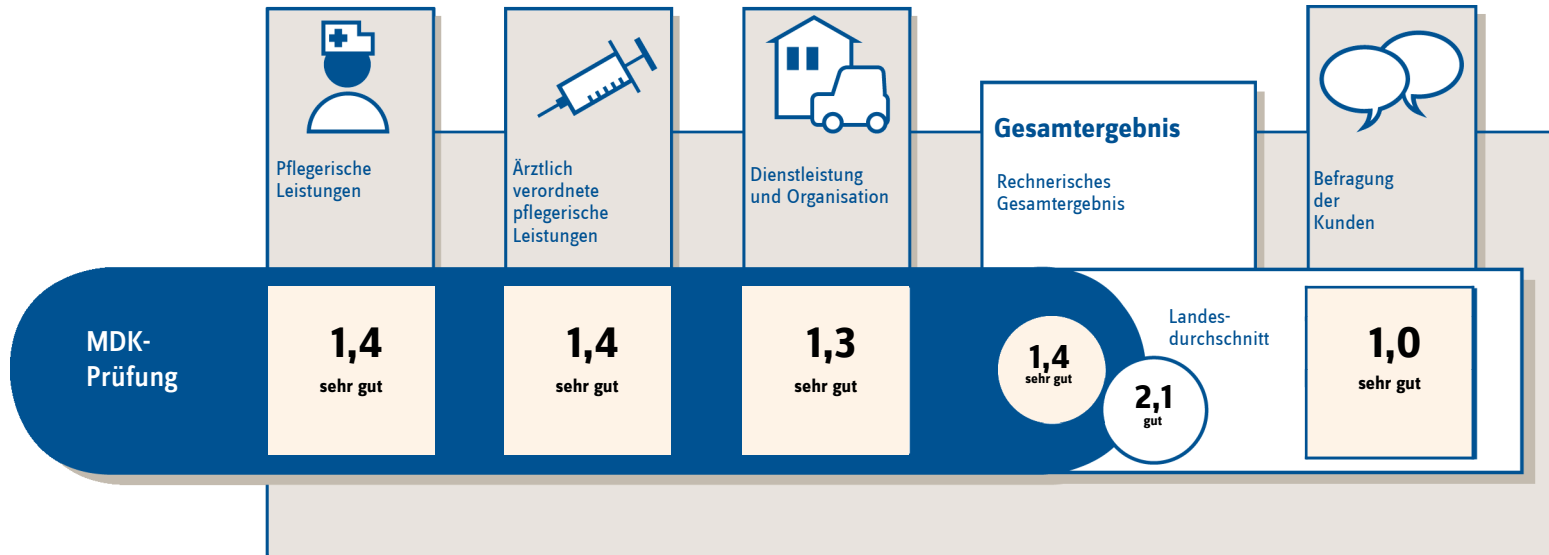 Pflegerische
Leistungen
Ärztlich
verordnete
pflegerische
Leistungen
Dienstleistung
und Organisation
Gesamtergebnis
Rechnerisches
Gesamtergebnis
Befragung
der
Kunden
MDK-
Prüfung
1,4
sehr gut
1,4
sehr gut
1,3
sehr gut
1,4
sehr gut
Landes-
durchschnitt
2,1
gut
1,0
sehr gut